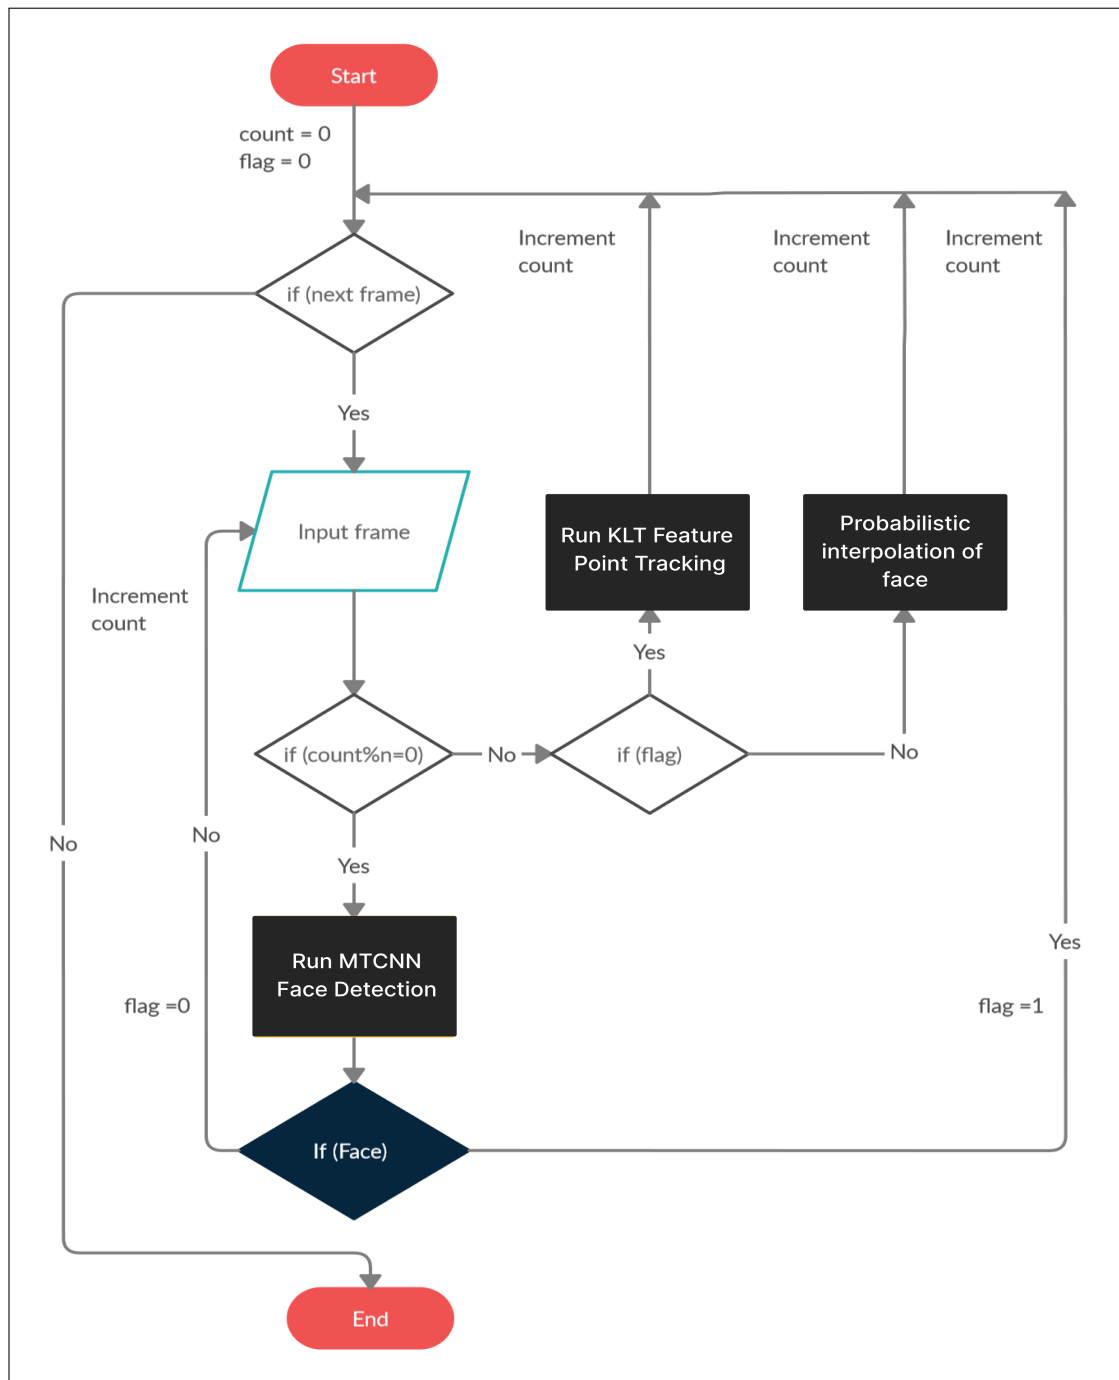 Start
count = 0
flag = 0
Increment
count
Increment
count
Increment
count
if (next frame)
Yes
Input frame
Run KLT Feature
Point Tracking
Probabilistic
interpolation of
face
Increment
count
Yes
if (count%n=0)
No
if (flag)
No
No
No
Yes
Run MTCNN
Face Detection
Yes
flag =0
flag =1
If (Face)
End